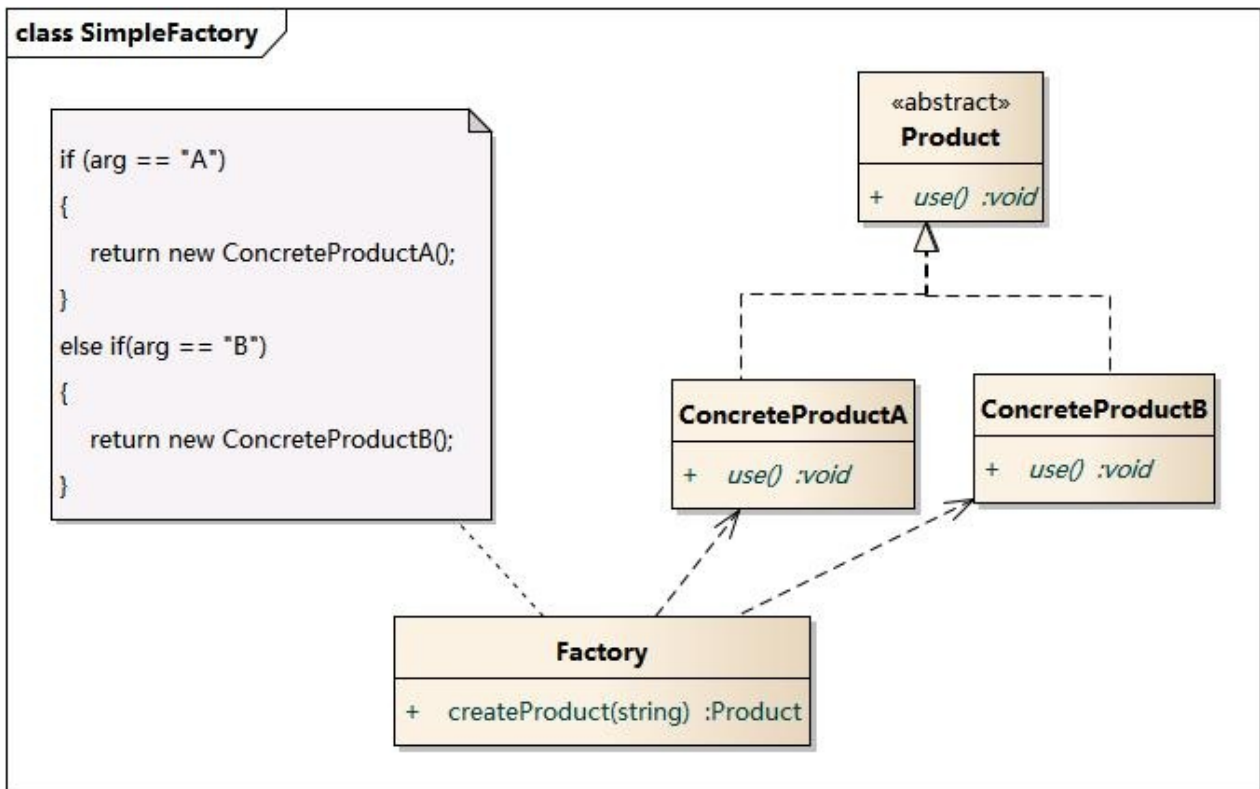 class SimpleFactory
if (arg == "A")
{
return new ConcreteProductA();
}
else if(arg == "B")
{
return new ConcreteProductB();
}
«abstract»
Product
+ use() :void
ConcreteProductA
+ use() :void
ConcreteProductB
+ use() :void
Factory
+ createProduct(string) :Product